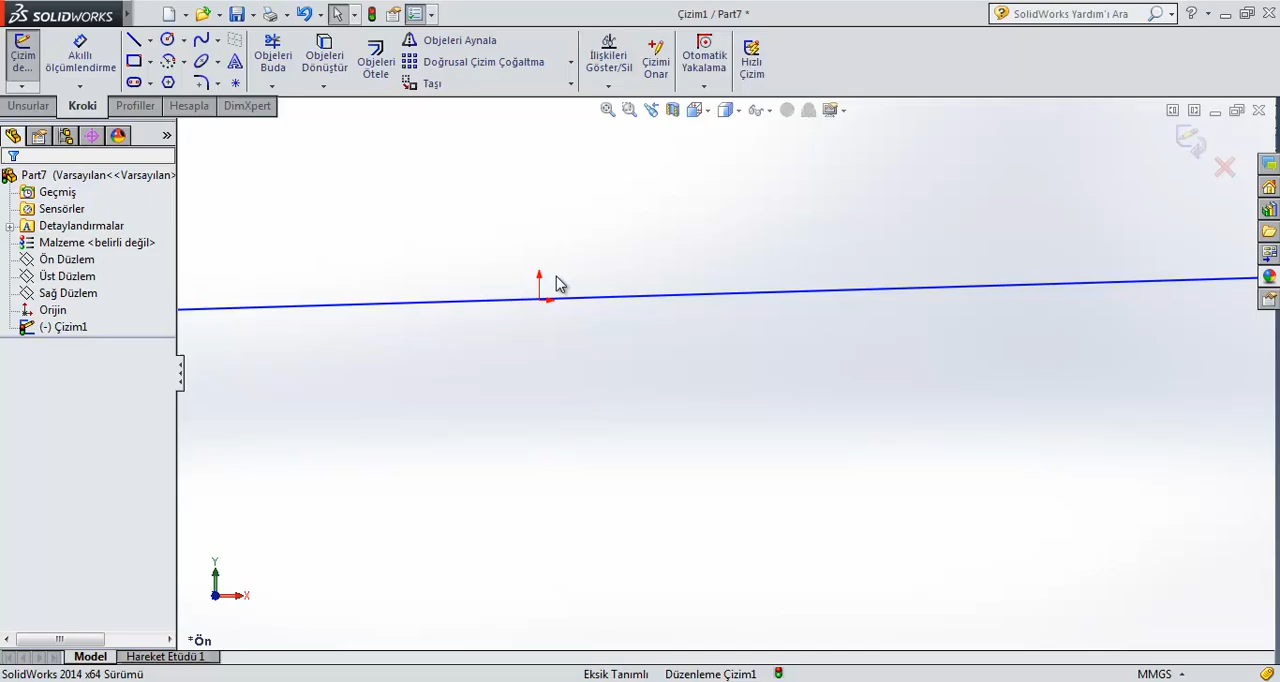 SOLIDWORKS
Çizim1 / Part7 *
SolidWorks Yardım'ı Ara
Çizim
de...
Akıllı
ölçümlendirme
Objeleri
Buda
Objeleri
Dönüştür
Objeleri
Ötele
Objeleri Aynala
Doğrusal Çizim Çoğaltma
Taşı
İlişkileri
Göster/Sil
Çizimi
Onar
Otomatik
Yakalama
Hızlı
Çizim
Unsurlar
Kroki
Profiller
Hesapla
DimXpert
Part7 (Varsayılan<<Varsayılan>
Geçmiş
Sensörler
Detaylandırmalar
Malzeme <belirli değil>
Ön Düzlem
Üst Düzlem
Sağ Düzlem
Orijin
(-) Çizim1
Y
X
*Ön
Model
Hareket Etüdü 1
SolidWorks 2014 x64 Sürümü
Eksik Tanımlı
Düzenleme Çizim1
MMGS